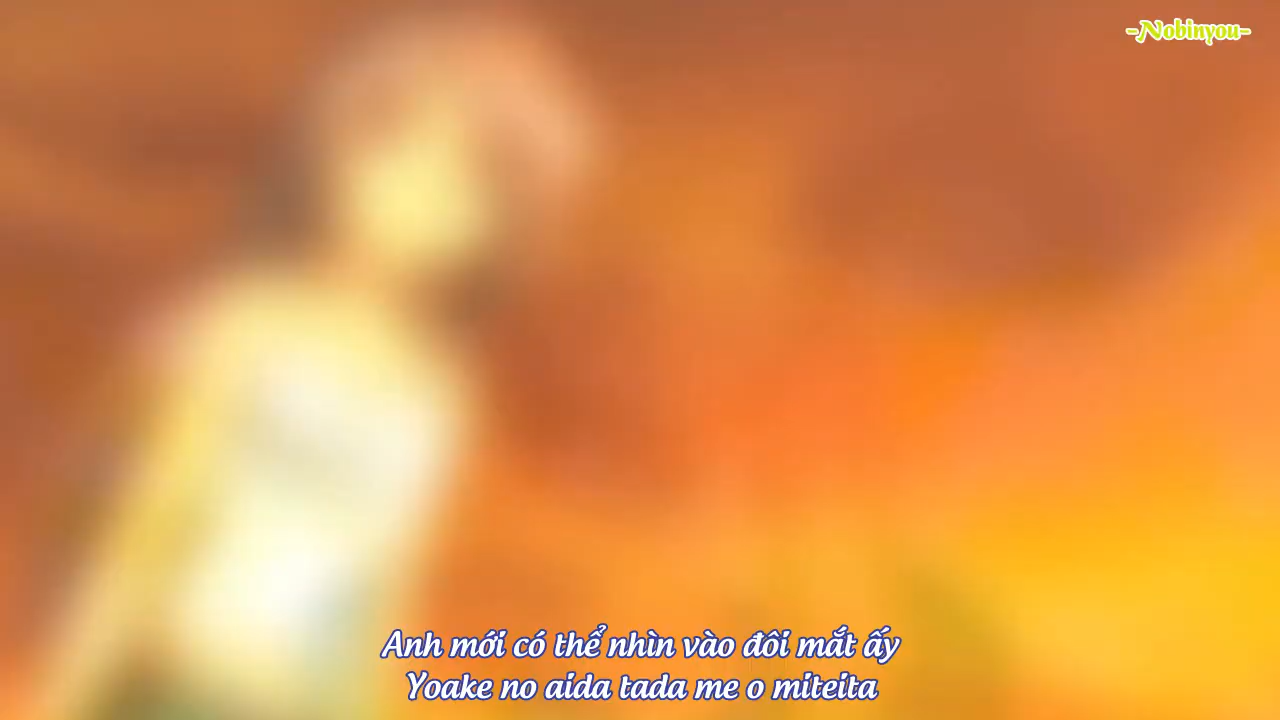 -Nobinyou-
Anh mới có thể nhìn vào đôi mắt ấy
Yoake no aida tada me o miteita